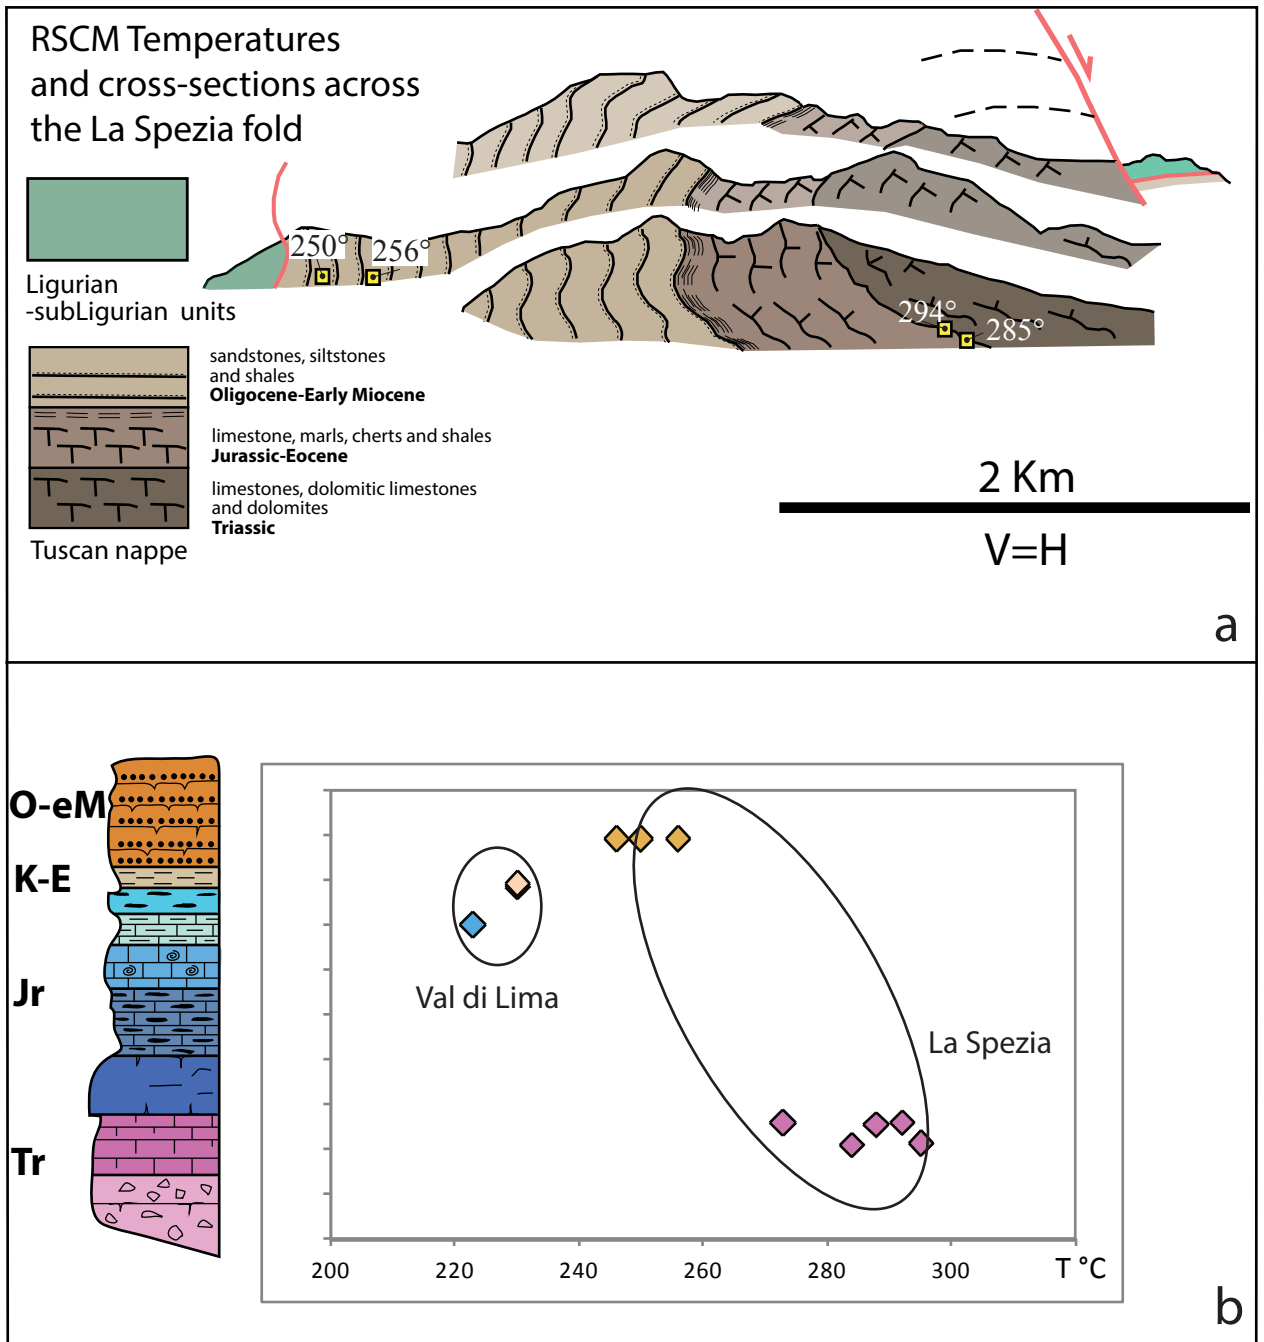 RSCM Temperatures
and cross-sections across
the La Spezia fold
250°
256°
294°
285°
Ligurian
-subLigurian units
sandstones, siltstones
and shales
Oligocene-Early Miocene
limestone, marls, cherts and shales
Jurassic-Eocene
limestones, dolomitic limestones
and dolomites
Triassic
Tuscan nappe
2 Km
V=H
a
O-eM
K-E
Jr
Tr
Val di Lima
La Spezia
200 220 240 260 280 300 T °C
b